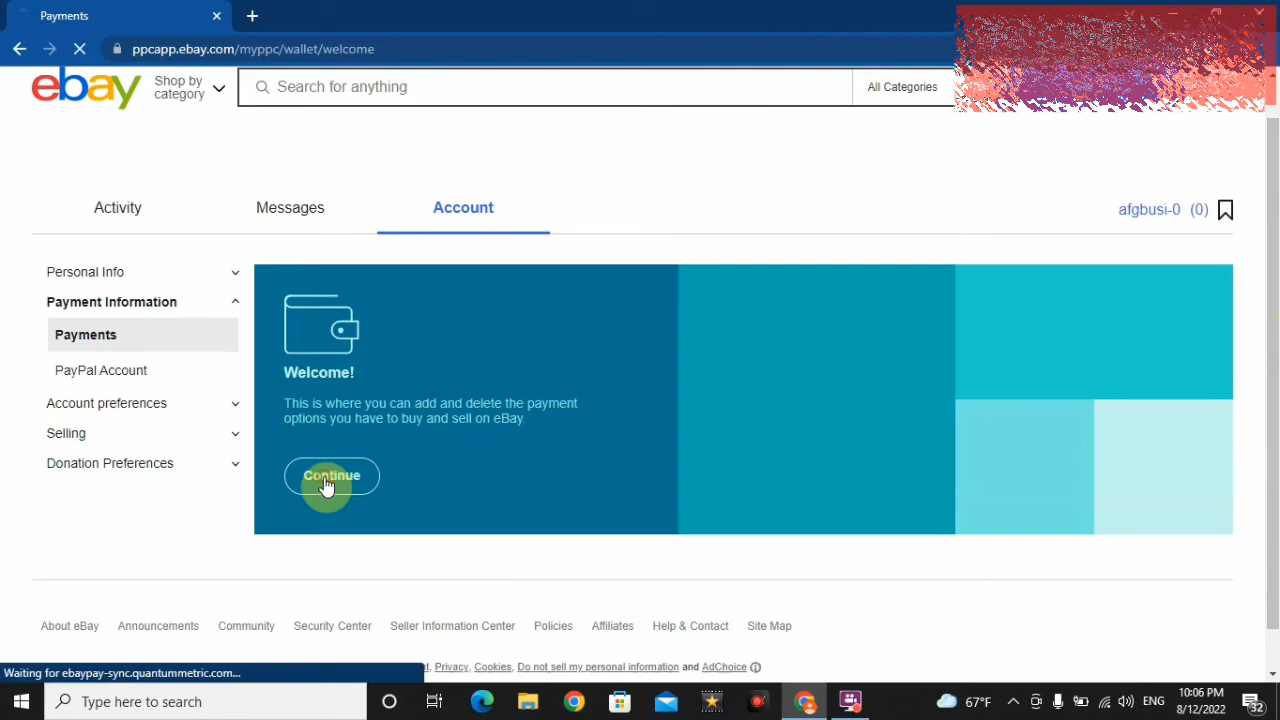 Payments
ppcapp.ebay.com/myppc/wallet/welcome
ebay
Shop by
category
Search for anything
All Categories
Activity
Messages
Account
afgbusi-0 (0)
Personal Info
Payment Information
Payments
PayPal Account
Account preferences
Selling
Donation Preferences
Welcome!
This is where you can add and delete the payment
options you have to buy and sell on eBay.
Continue
About eBay Announcements Community Security Center Seller Information Center Policies Affiliates Help & Contact Site Map
Privacy, Cookies, Do not sell my personal information and AdChoice
Waiting for ebaypay-sync.quantummetric.com...
Type here to search
67°F
ENG
10:06 PM
8/12/2022
32